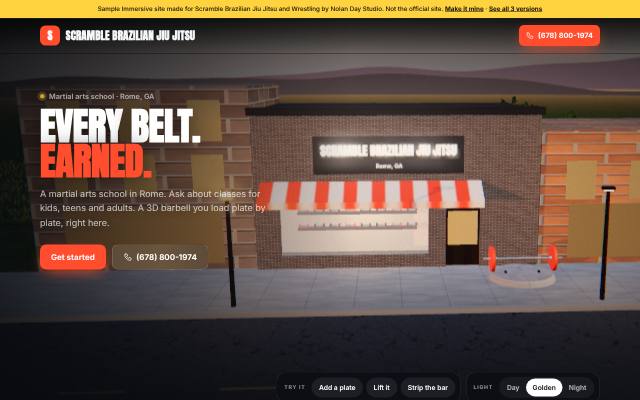 Sample Immersive site made for Scramble Brazilian Jiu Jitsu and Wrestling by Nolan Day Studio. Not the official site. Make it mine · See all 3 versions
S SCRAMBLE BRAZILIAN JIU JITSU
(678) 800-1974
Martial arts school · Rome, GA
EVERY BELT.
EARNED.
A martial arts school in Rome. Ask about classes for
kids, teens and adults. A 3D barbell you load plate by
plate, right here.
Get started
(678) 800-1974
SCRAMBLE BRAZILIAN JIU JITSU
Rome, GA
TRY IT Add a plate Lift it Strip the bar
LIGHT Day Golden Night